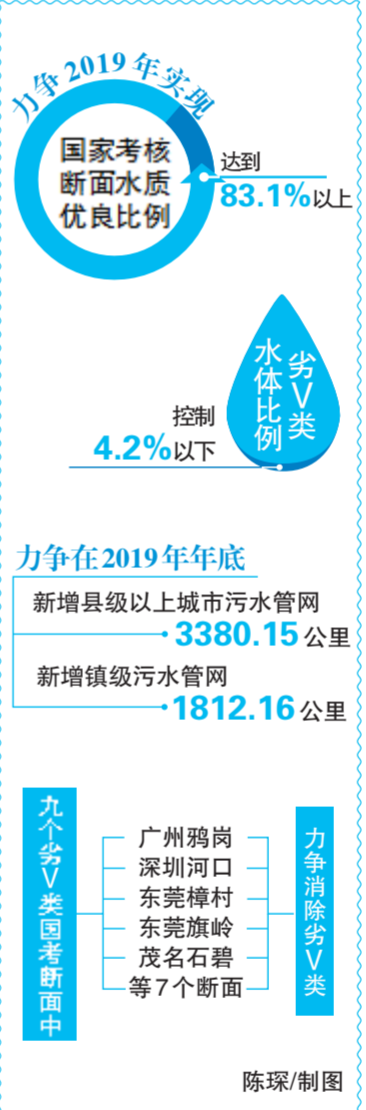 力争2019年实现
国家考核
断面水质
优良比例
达到
83.1%以上
劣Ⅴ类
水体比例
控制
4.2%以下
力争在2019年年底
新增县级以上城市污水管网
3380.15公里
新增镇级污水管网
1812.16公里
九个劣Ⅴ类国考断面中
广州鸦岗
深圳河口
东莞樟村
东莞旗岭
茂名石碧
等7个断面
力争消除劣Ⅴ类
陈琛/制图